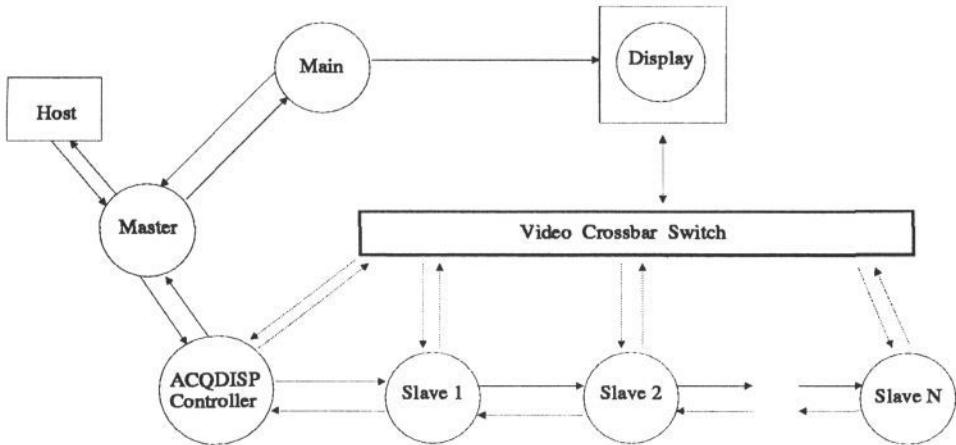 Main
Display
Host
Master
Video Crossbar Switch
ACQDISP
Controller
Slave 1
Slave 2
Slave N